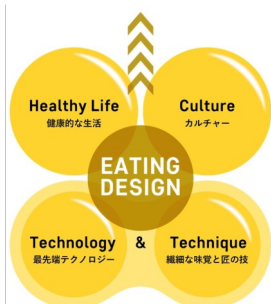 Healthy Life
健康的な生活
Culture
カルチャー
EATING
DESIGN
Technology
最先端テクノロジー
&
Technique
繊細な味覚と匠の技